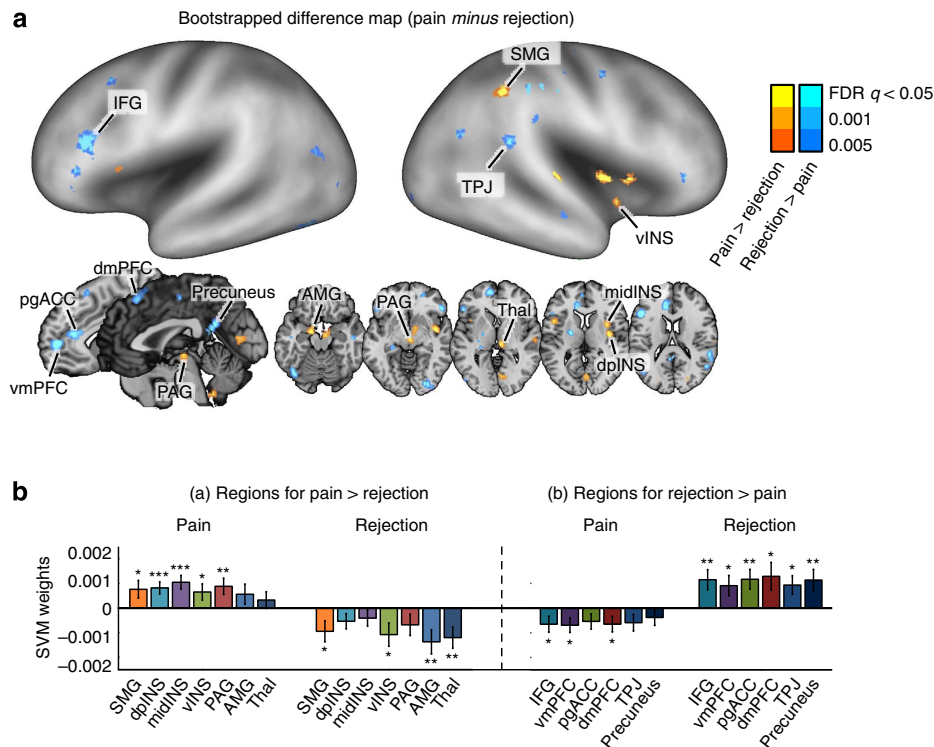 a
Bootstrapped difference map (pain minus rejection)
IFG
SMG
TPJ
vINS
FDR q < 0.05
0.001
0.005
Pain > rejection
Rejection > pain
dmPFC
pgACC
Precuneus
vmPFC
PAG
AMG
PAG
Thal
midINS
dpINS
b
(a) Regions for pain > rejection
(b) Regions for rejection > pain
Pain
Rejection
Pain
Rejection
SVM weights
0.002
0.001
0
−0.001
−0.002
* *** *** * **
* * ** **
* * *
** * ** * * **
SMG
dpINS
midINS
vINS
PAG
AMG
Thal
SMG
dpINS
midINS
vINS
PAG
AMG
Thal
IFG
vmPFC
pgACC
dmPFC
TPJ
Precuneus
IFG
vmPFC
pgACC
dmPFC
TPJ
Precuneus